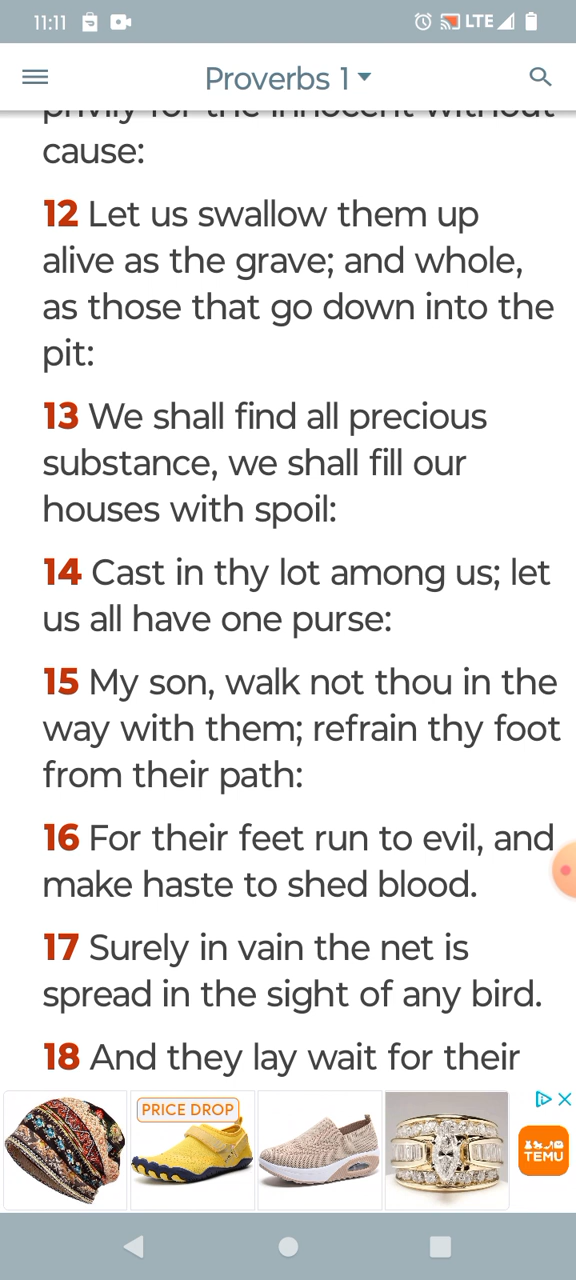 11:11
LTE
Proverbs 1
privily for the innocent without
cause:
12 Let us swallow them up
alive as the grave; and whole,
as those that go down into the
pit:
13 We shall find all precious
substance, we shall fill our
houses with spoil:
14 Cast in thy lot among us; let
us all have one purse:
15 My son, walk not thou in the
way with them; refrain thy foot
from their path:
16 For their feet run to evil, and
make haste to shed blood.
17 Surely in vain the net is
spread in the sight of any bird.
18 And they lay wait for their
PRICE DROP
TEMU